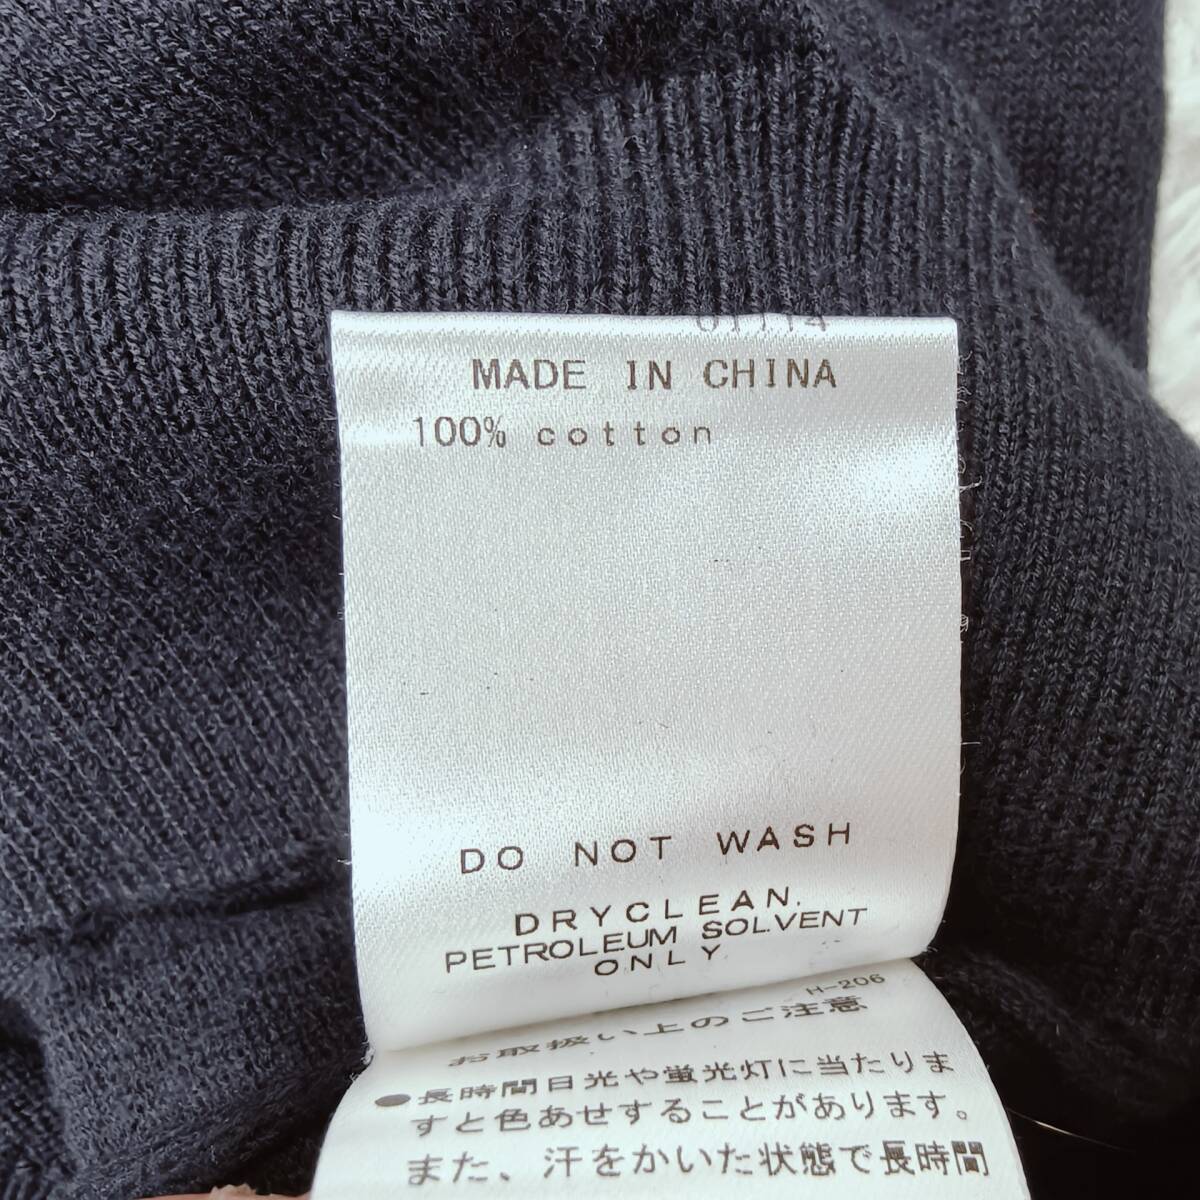 MADE IN CHINA
100% cotton
DO NOT WASH
DRYCLEAN.
PETROLEUM SOLVENT
ONLY
H-206
お取扱い上のご注意
●長時間日光や蛍光灯に当たりま
すと色あせすることがあります。
また、汗をかいた状態で長時間